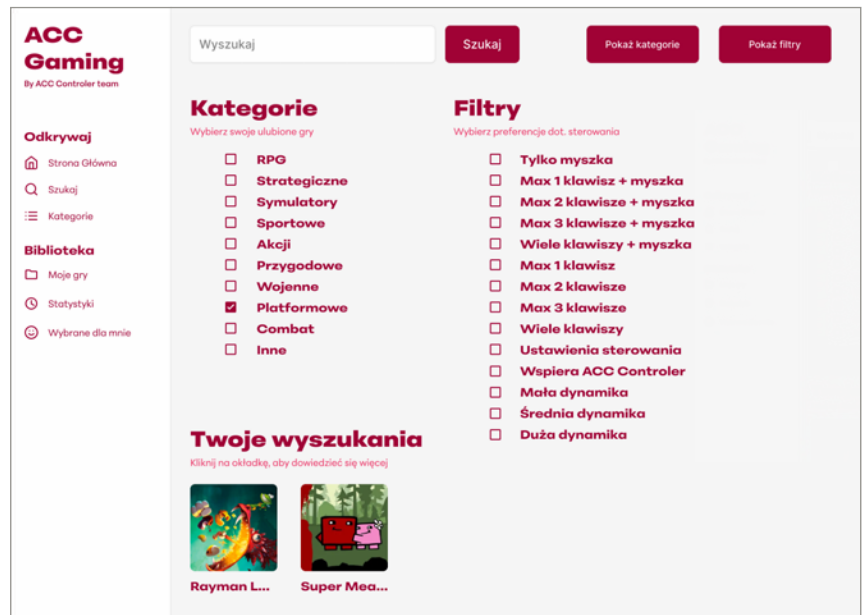 ACC
Gaming
By ACC Controler team
Odkrywaj
Strona Główna
Szukaj
Kategorie
Biblioteka
Moje gry
Statystyki
Wybrane dla mnie
Wyszukaj
Szukaj
Pokaż kategorie
Pokaż filtry
Kategorie
Wybierz swoje ulubione gry
RPG
Strategiczne
Symulatory
Sportowe
Akcji
Przygodowe
Wojenne
Platformowe
Combat
Inne
Filtry
Wybierz preferencje dot. sterowania
Tylko myszka
Max 1 klawisz + myszka
Max 2 klawisze + myszka
Max 3 klawisze + myszka
Wiele klawiszy + myszka
Max 1 klawisz
Max 2 klawisze
Max 3 klawisze
Wiele klawiszy
Ustawienia sterowania
Wspiera ACC Controler
Mała dynamika
Średnia dynamika
Duża dynamika
Twoje wyszukania
Kliknij na okładkę, aby dowiedzieć się więcej
Rayman L...
Super Mea...